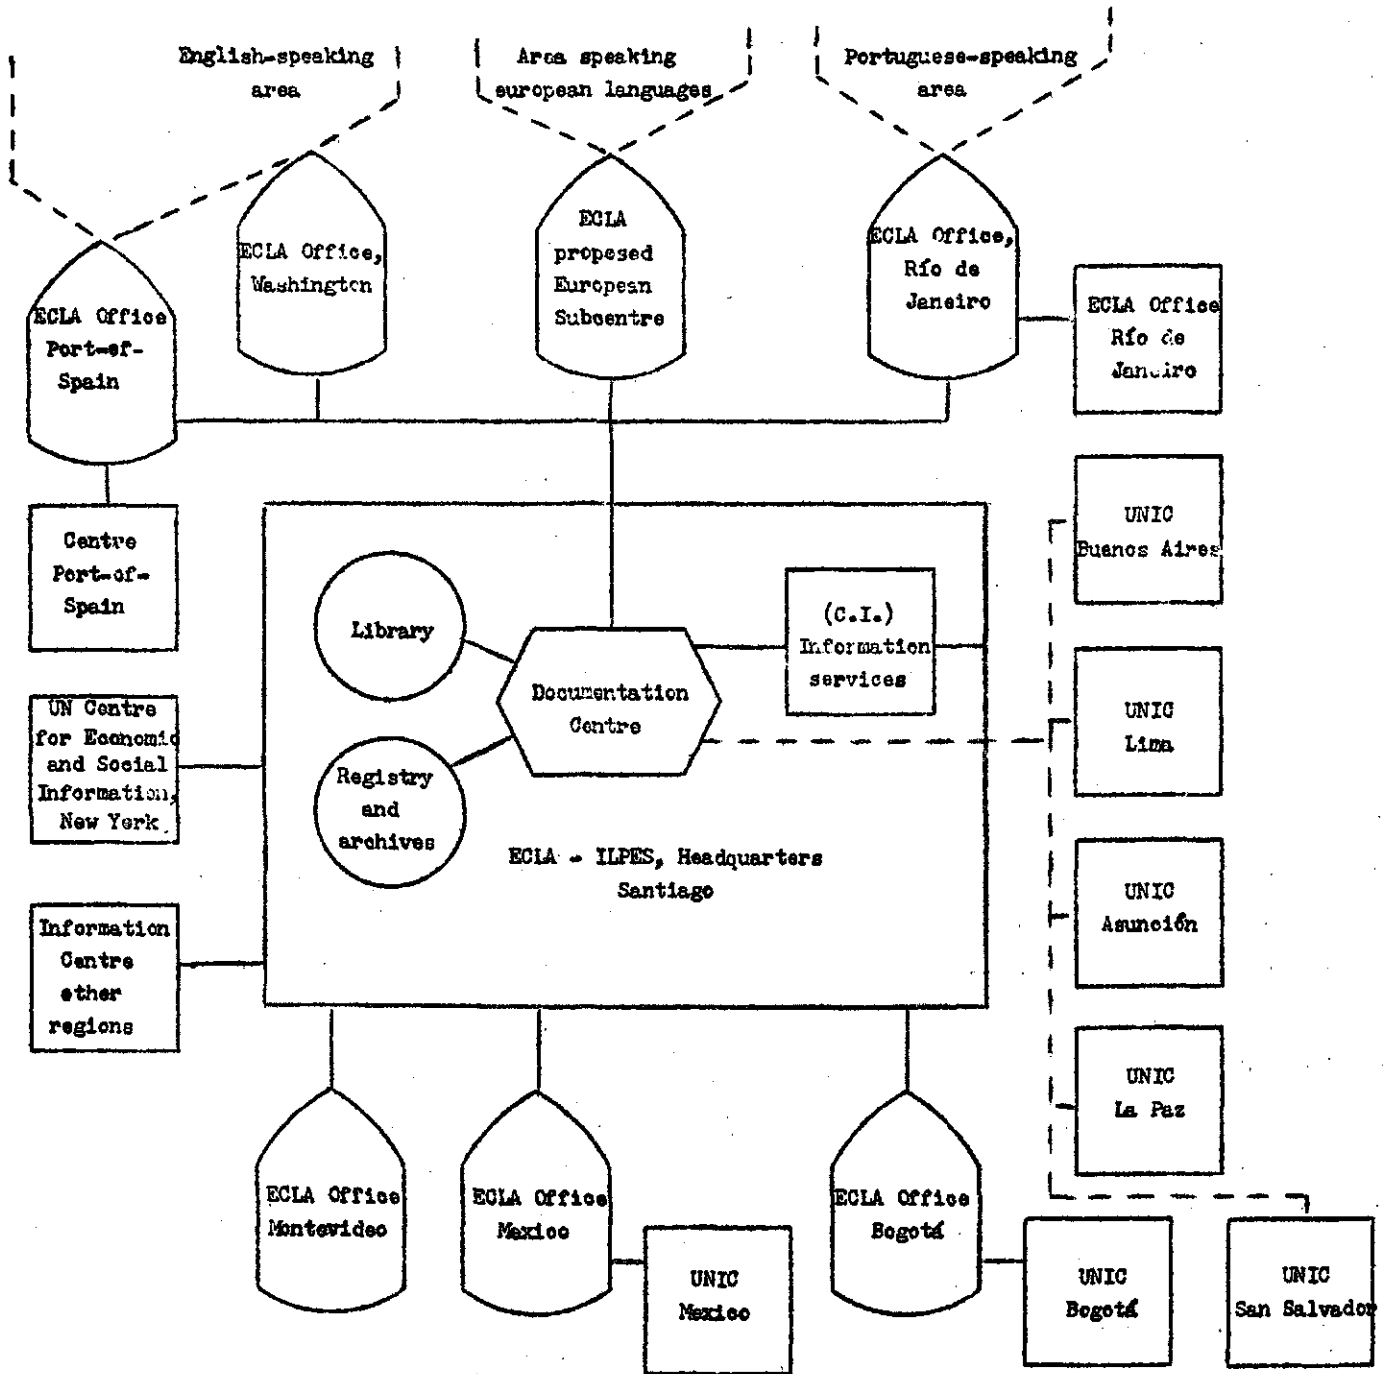 English-speaking
area
Area speaking
european languages
Portuguese-speaking
area
ECLA Office
Port-of-
Spain
ECLA Office,
Washington
ECLA
proposed
European
Subcentre
ECLA Office,
Río de
Janeiro
ECLA Office
Río de
Janeiro
Centre
Port-of-
Spain
UN Centre
for Economic
and Social
Information,
New York
Information
Centre
other
regions
Library
Registry
and
archives
Documentation
Centre
(C.I.)
Information
services
ECLA - ILPES, Headquarters
Santiago
UNIC
Buenos Aires
UNIC
Lima
UNIC
Asunción
UNIC
La Paz
ECLA Office
Montevideo
ECLA Office
Mexico
UNIC
Mexico
ECLA Office
Bogotá
UNIC
Bogotá
UNIC
San Salvador